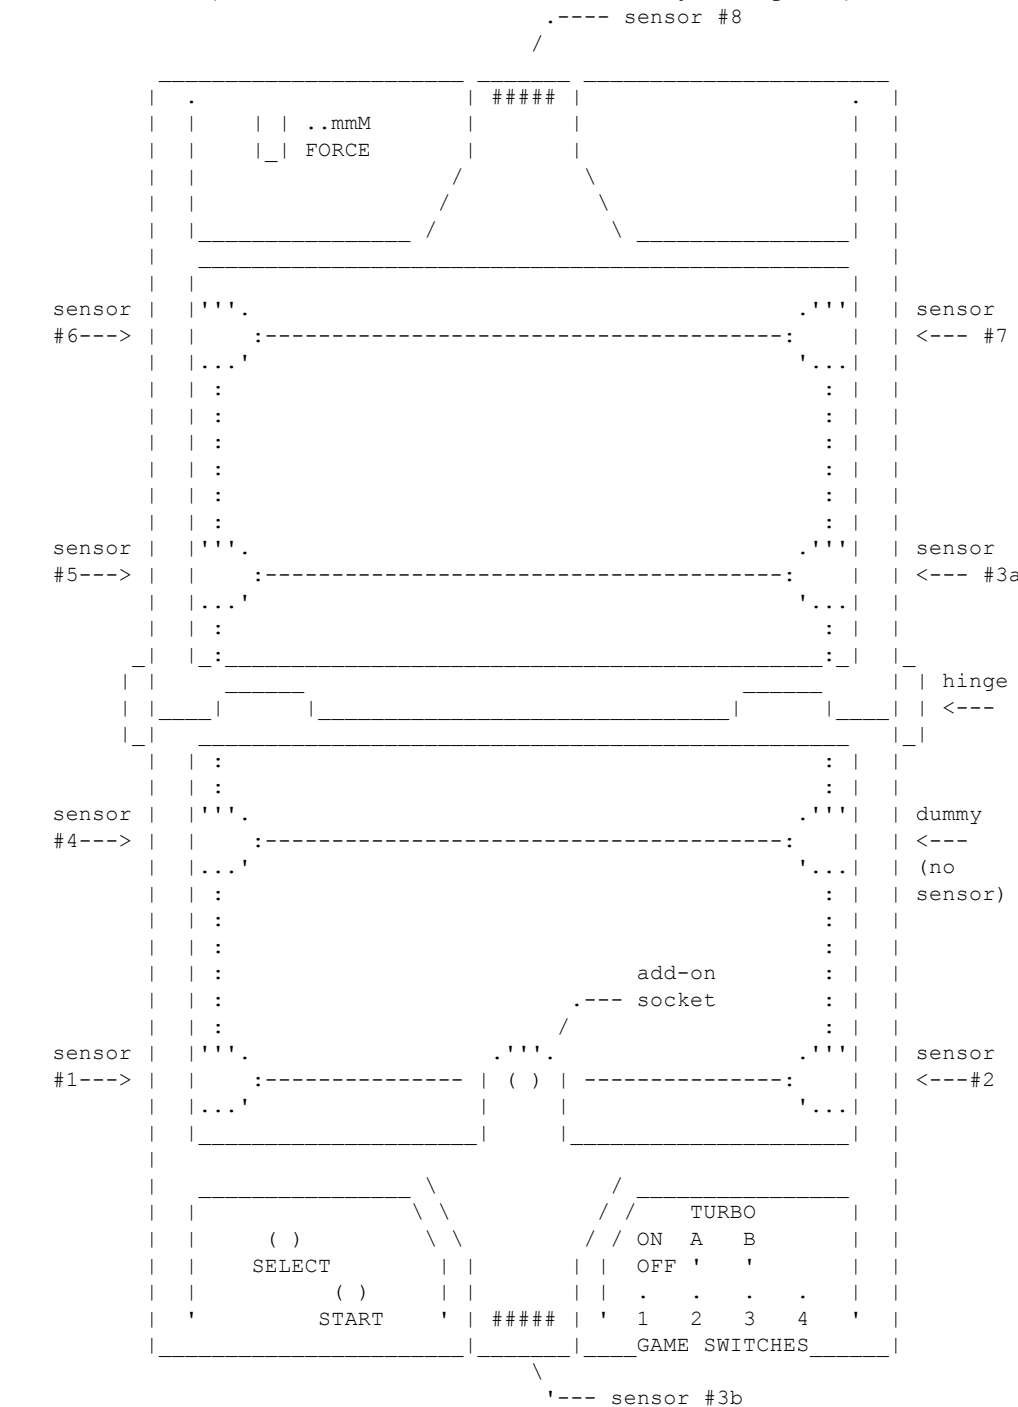 .---- sensor #8
#####
..mmM
FORCE
sensor sensor
#6---> <--- #7
sensor sensor
#5---> <--- #3a
hinge
<---
sensor dummy
#4---> <---
(no
sensor)
add-on
.--- socket
sensor sensor
#1---> ( ) <---#2
TURBO
( ) ON A B
SELECT OFF ' '
( ) . . . .
START ##### 1 2 3 4
GAME SWITCHES
'--- sensor #3b